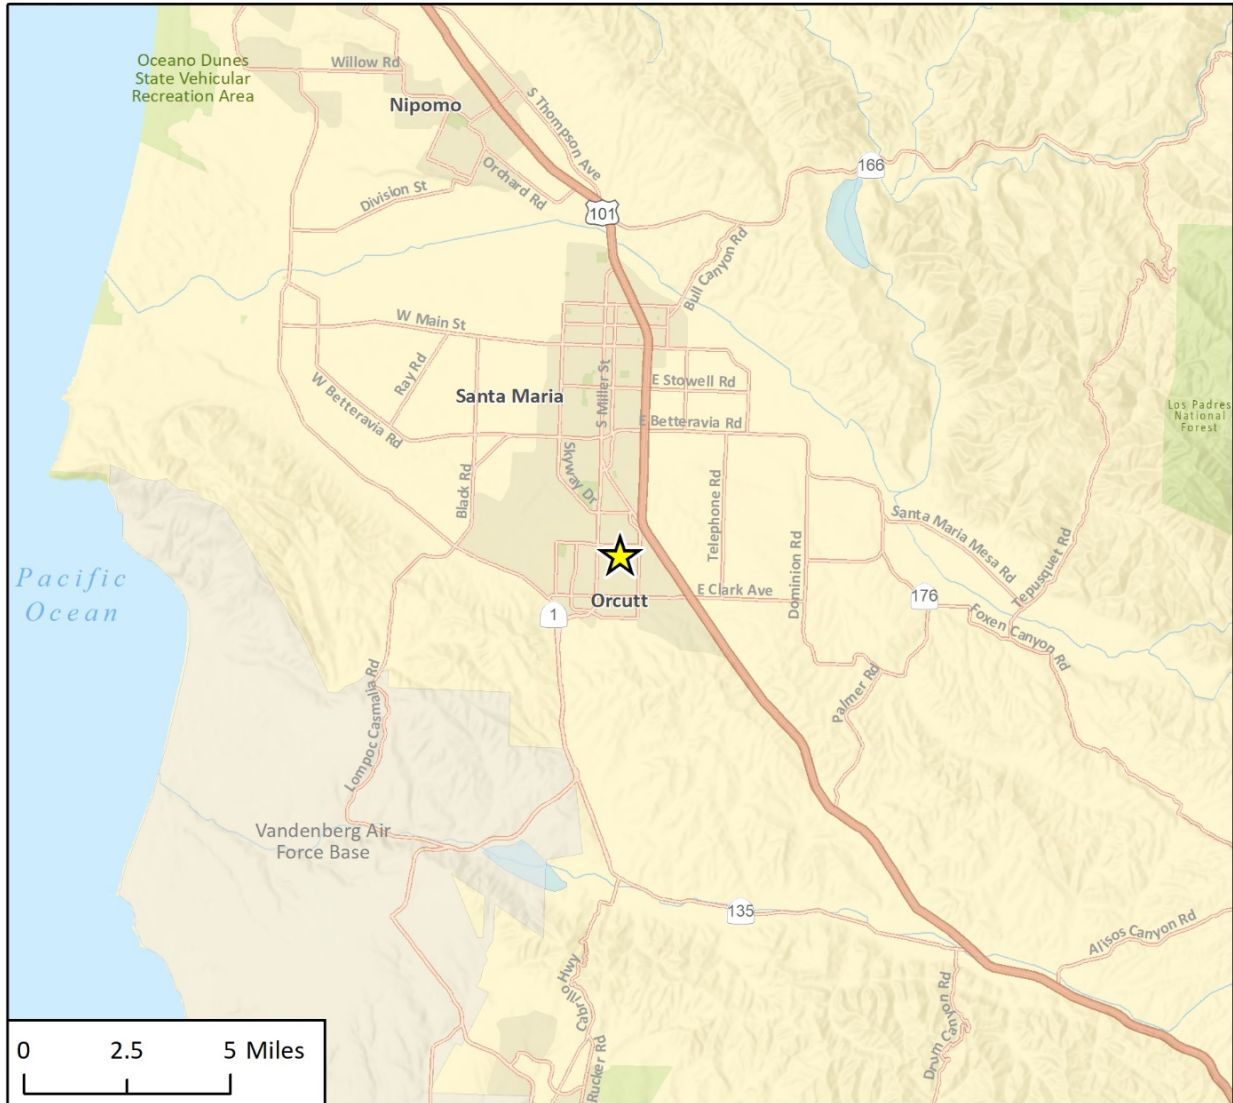 Oceano Dunes
State Vehicular
Recreation Area
Willow Rd
Nipomo
S Thompson Ave
Orchard Rd
Division St
166
101
Bull Canyon Rd
W Main St
Ray Rd
Santa Maria
S Miller St
E Stowell Rd
W Betteravia Rd
E Betteravia Rd
Los Padres
National
Forest
Skyway Dr
Black Rd
Telephone Rd
Santa Maria Mesa Rd
Tepusquet Rd
Dominion Rd
Pacific
Ocean
Orcutt
E Clark Ave
1
176
Foxen Canyon Rd
Lompoc Casmalia Rd
Palmer Rd
Vandenberg Air
Force Base
135
Alisos Canyon Rd
Cabrillo Hwy
Drum Canyon Rd
Rucker Rd
0 2.5 5 Miles